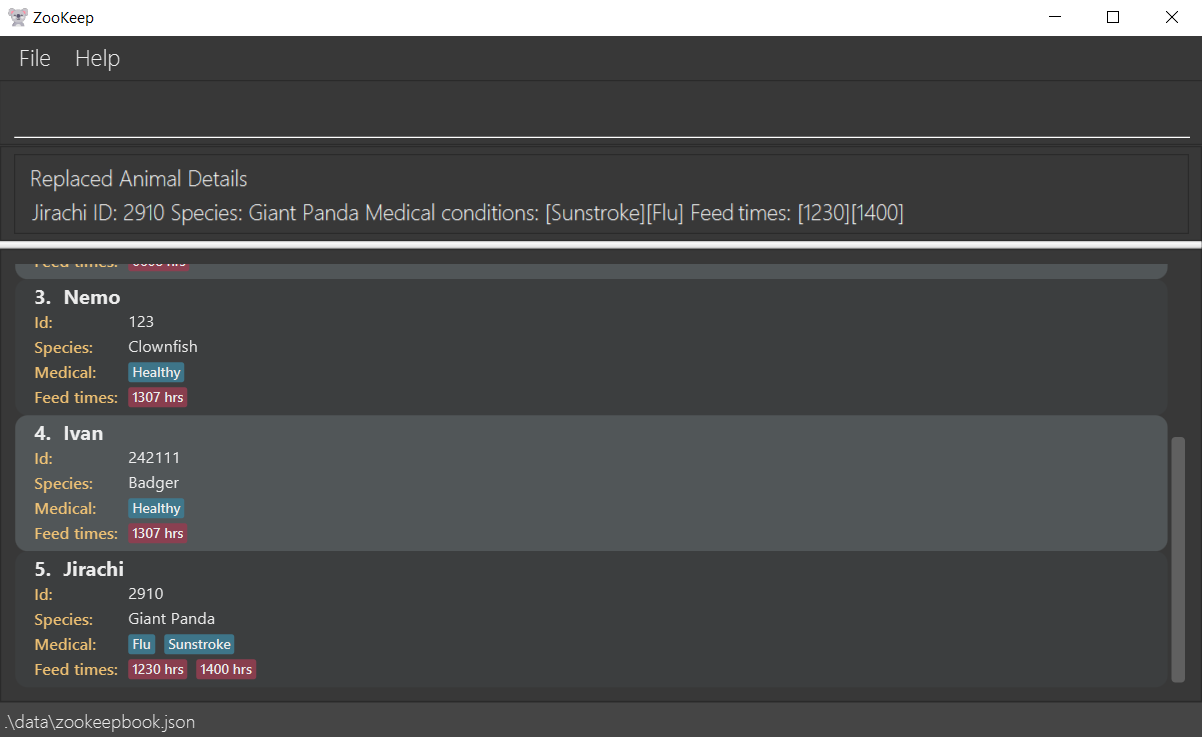 ZooKeep
File Help
Replaced Animal Details
Jirachi ID: 2910 Species: Giant Panda Medical conditions: [Sunstroke][Flu] Feed times: [1230][1400]
Feed times:
3. Nemo
Id: 123
Species: Clownfish
Medical: Healthy
Feed times: 1307 hrs
4. Ivan
Id: 242111
Species: Badger
Medical: Healthy
Feed times: 1307 hrs
5. Jirachi
Id: 2910
Species: Giant Panda
Medical: Flu Sunstroke
Feed times: 1230 hrs 1400 hrs
.\data\zookeepbook.json